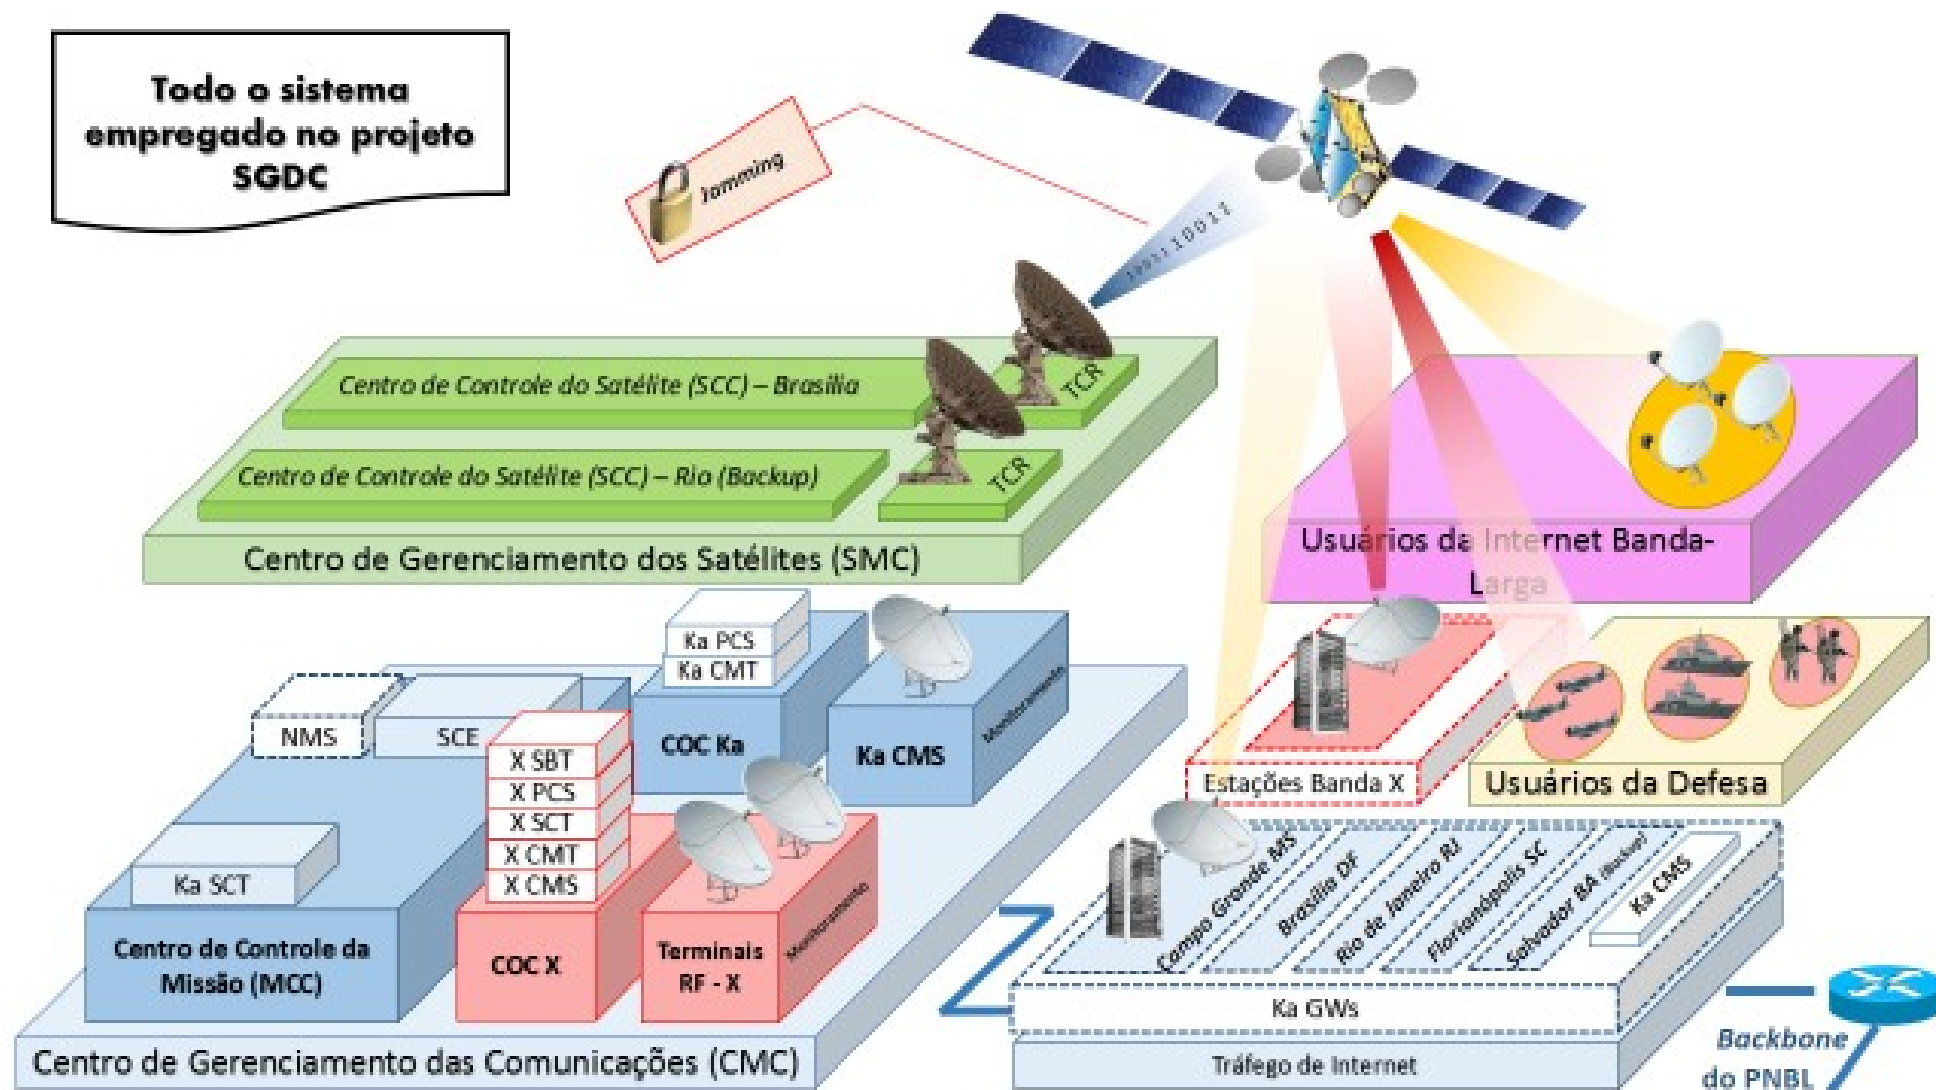 Todo o sistema
empregado no projeto
SGDC
Jamming
10011 10011
Centro de Controle do Satélite (SCC) – Brasília
TCR
Centro de Controle do Satélite (SCC) – Rio (Backup)
TCR
Centro de Gerenciamento dos Satélites (SMC)
Usuários da Internet Banda-
Larga
Ka PCS
Ka CMT
COC Ka
Ka CMS
Monitoramento
NMS
SCE
X SBT
X PCS
X SCT
X CMT
X CMS
Ka SCT
Centro de Controle da
Missão (MCC)
COC X
Terminais
RF - X
Monitoramento
Centro de Gerenciamento das Comunicações (CMC)
Estações Banda X
Usuários da Defesa
Campo Grande MS
Brasília DF
Rio de Janeiro RJ
Florianópolis SC
Salvador BA (Backup)
Ka CMS
Ka GWs
Tráfego de Internet
Backbone
do PNBL